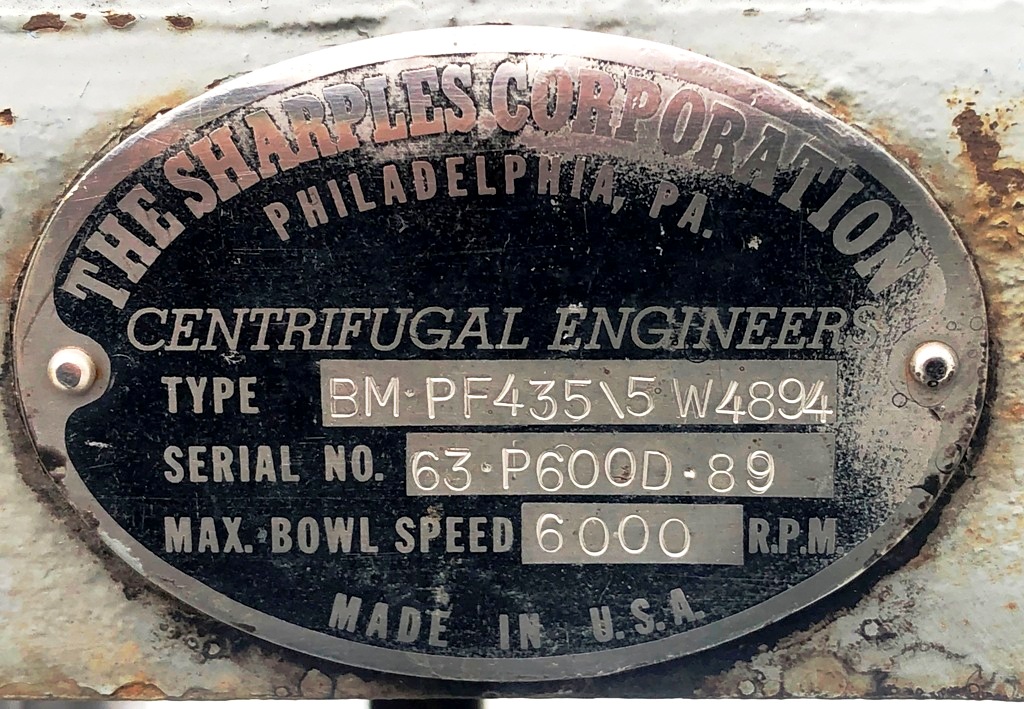 THE SHARPLES CORPORATION
PHILADELPHIA, PA.
CENTRIFUGAL ENGINEERS
TYPE BM·PF435\5 W4894
SERIAL NO. 63·P600D·89
MAX. BOWL SPEED 6000 R.P.M.
MADE IN U.S.A.